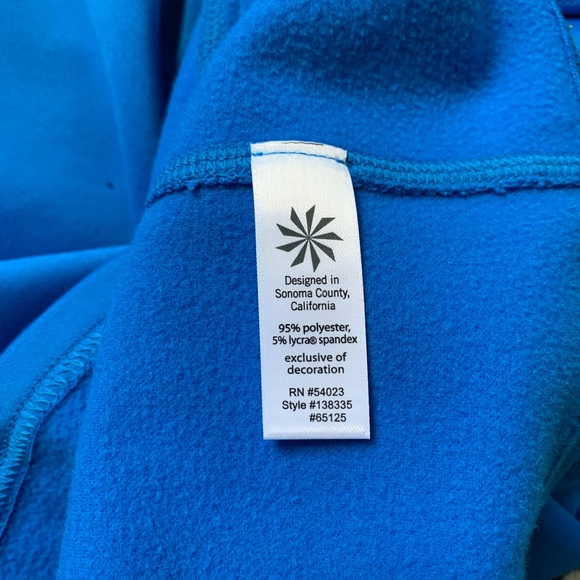 Designed in
Sonoma County,
California
95% polyester,
5% lycra® spandex
exclusive of
decoration
RN #54023
Style #138335
#65125